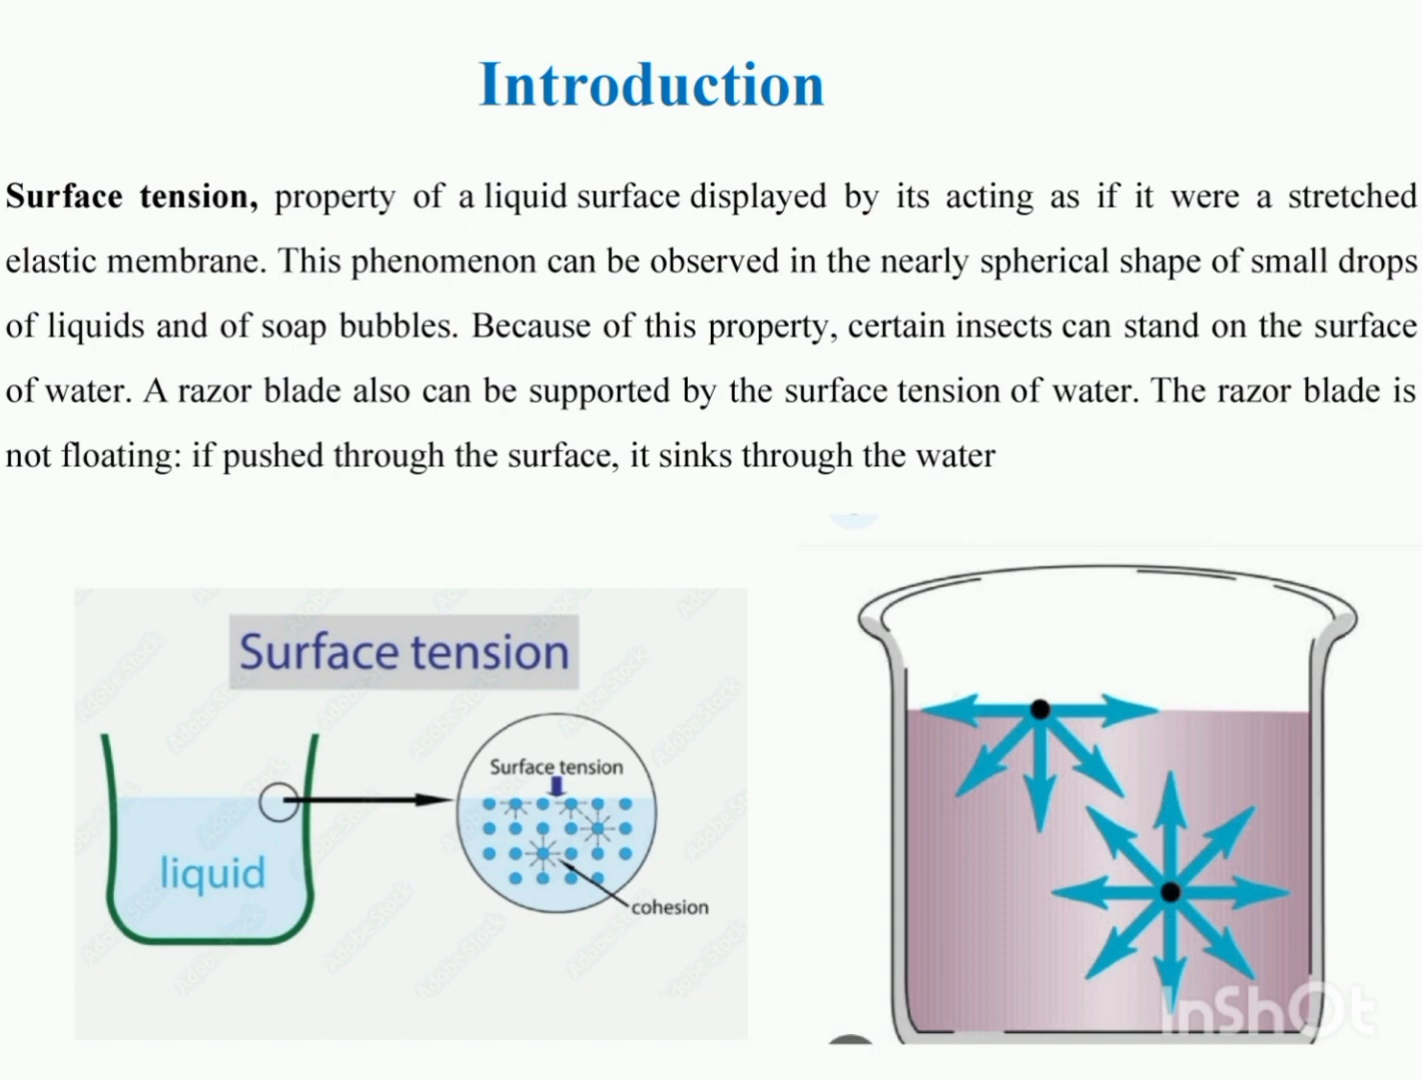 Introduction
Surface tension, property of a liquid surface displayed by its acting as if it were a stretched
elastic membrane. This phenomenon can be observed in the nearly spherical shape of small drops
of liquids and of soap bubbles. Because of this property, certain insects can stand on the surface
of water. A razor blade also can be supported by the surface tension of water. The razor blade is
not floating: if pushed through the surface, it sinks through the water
Surface tension
Surface tension
liquid
cohesion
InShOt
Adobe Stock